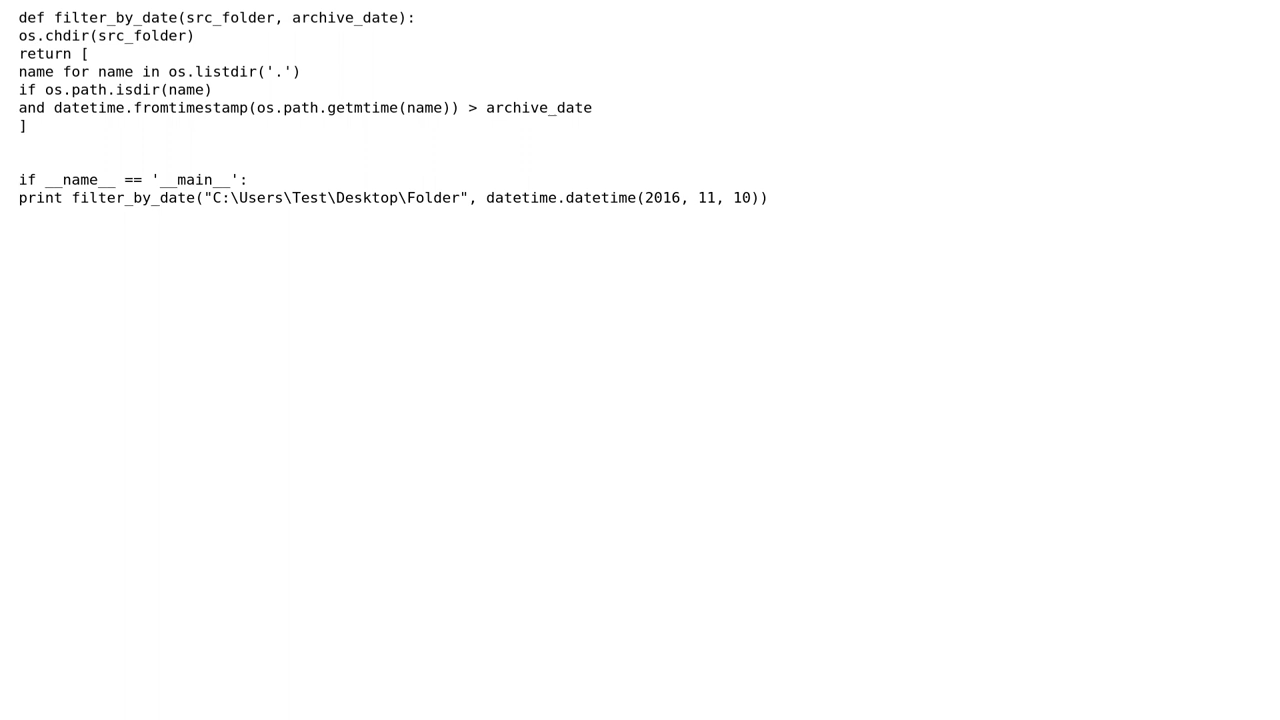 def filter_by_date(src_folder, archive_date):
os.chdir(src_folder)
return [
name for name in os.listdir('.')
if os.path.isdir(name)
and datetime.fromtimestamp(os.path.getmtime(name)) > archive_date
]
if __name__ == '__main__':
print filter_by_date("C:\Users\Test\Desktop\Folder", datetime.datetime(2016, 11, 10))